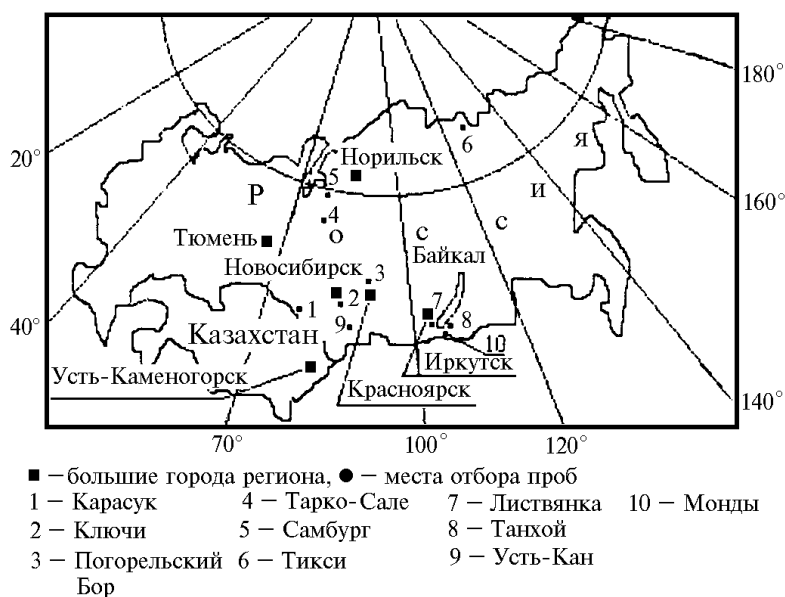 180°
6
Я
20°
Норильск
5
Р
И
160°
4
С
О
С
Тюмень
Байкал
Новосибирск
3
1
2
7
40°
9
8
Казахстан
10
Иркутск
Усть-Каменогорск
Красноярск
140°
70°
100°
120°
■ – большие города региона, ● – места отбора проб
1 – Карасук 4 – Тарко-Сале 7 – Листвянка 10 – Монды
2 – Ключи 5 – Самбург 8 – Танхой
3 – Погорельский 6 – Тикси 9 – Усть-Кан
Бор